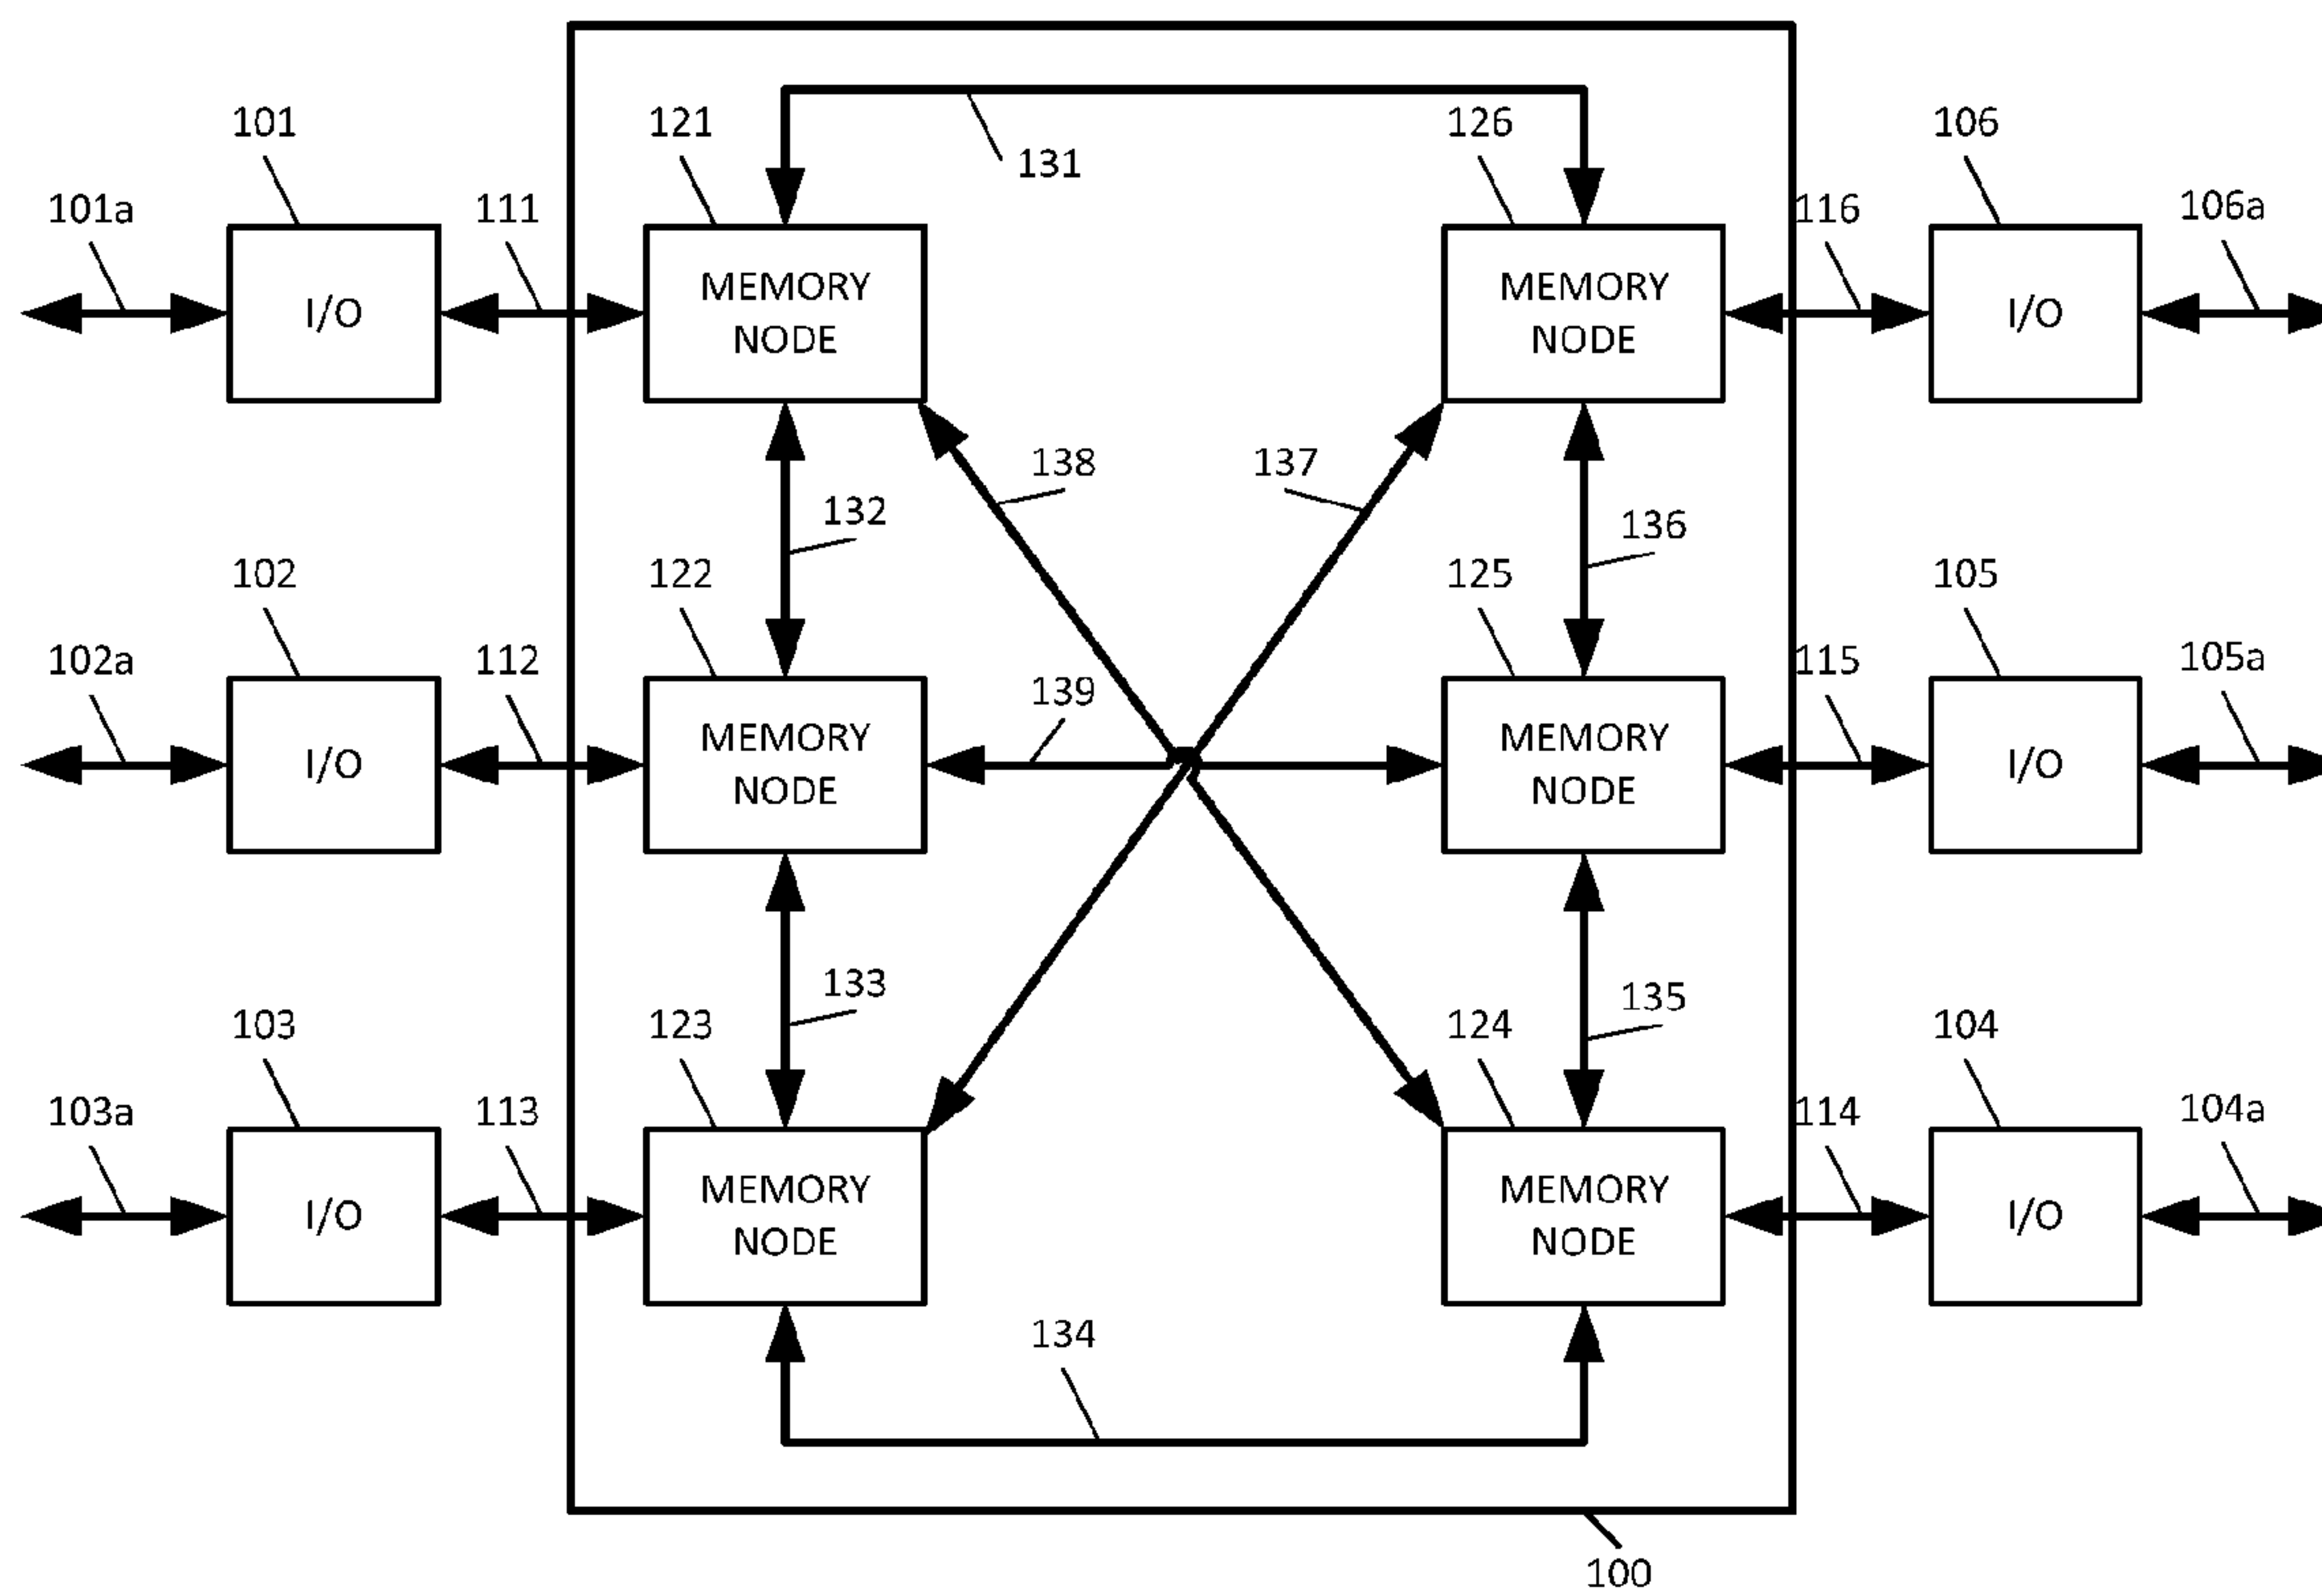 101
121
131
126
106
101a
111
116
106a
I/O
MEMORY
NODE
MEMORY
NODE
I/O
138
137
132
136
102
122
125
105
102a
112
139
115
105a
I/O
MEMORY
NODE
MEMORY
NODE
I/O
133
135
103
123
124
104
103a
113
114
104a
I/O
MEMORY
NODE
MEMORY
NODE
I/O
134
100